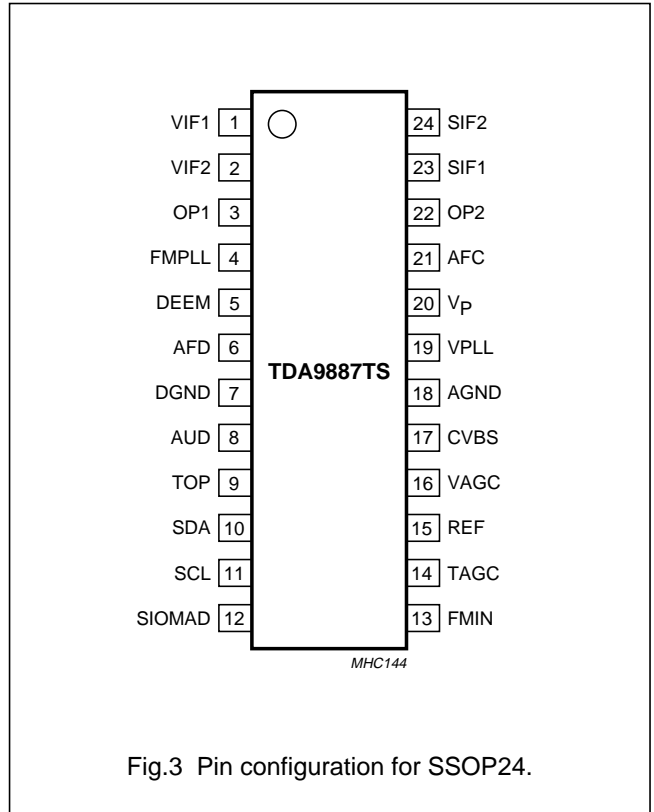 VIF1 1 24 SIF2
VIF2 2 23 SIF1
OP1 3 22 OP2
FMPLL 4 21 AFC
DEEM 5 20 VP
AFD 6 19 VPLL
TDA9887TS
DGND 7 18 AGND
AUD 8 17 CVBS
TOP 9 16 VAGC
SDA 10 15 REF
SCL 11 14 TAGC
SIOMAD 12 13 FMIN
MHC144
Fig.3 Pin configuration for SSOP24.